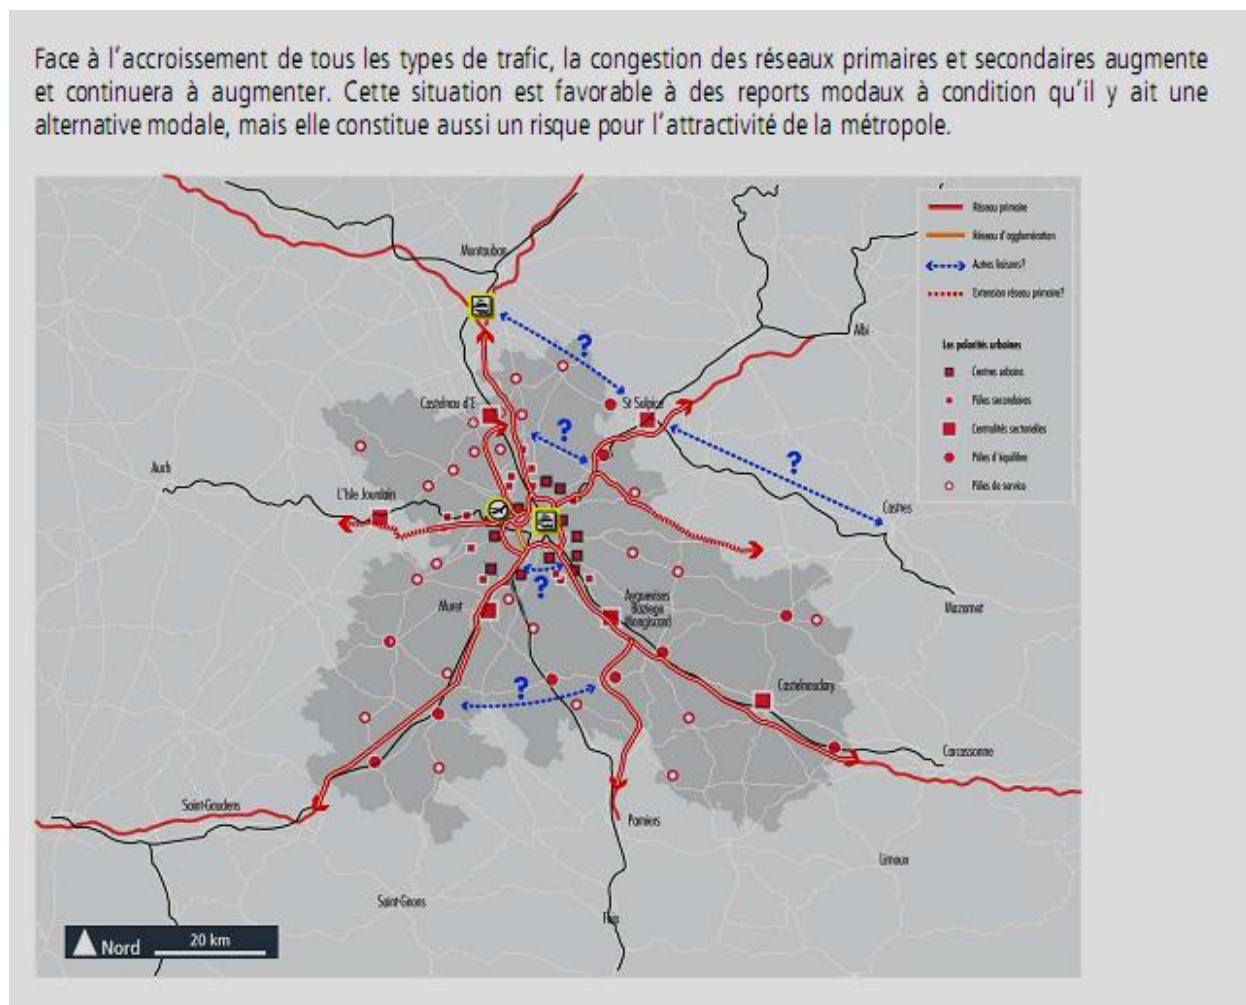 Face à l'accroissement de tous les types de trafic, la congestion des réseaux primaires et secondaires augmente
et continuera à augmenter. Cette situation est favorable à des reports modaux à condition qu'il y ait une
alternative modale, mais elle constitue aussi un risque pour l'attractivité de la métropole.
Réseau primaire
Réseau d'agglomération
Autres liaisons?
Extension réseau primaire?
Les polarités urbaines
Centres urbains
Pôles secondaires
Centralités sectorielles
Pôles d'équilibre
Pôles de service
Montauban
?
Albi
Castelnau d'E
St Sulpice
?
?
Auch
L'Isle Jourdain
Castres
?
Muret
Ayguevives
Baziege
Mongiscard
Mazamet
?
Castelnaudary
Carcassonne
Saint-Gaudens
Pamiers
Limoux
Saint-Girons
Foix
Nord
20 km